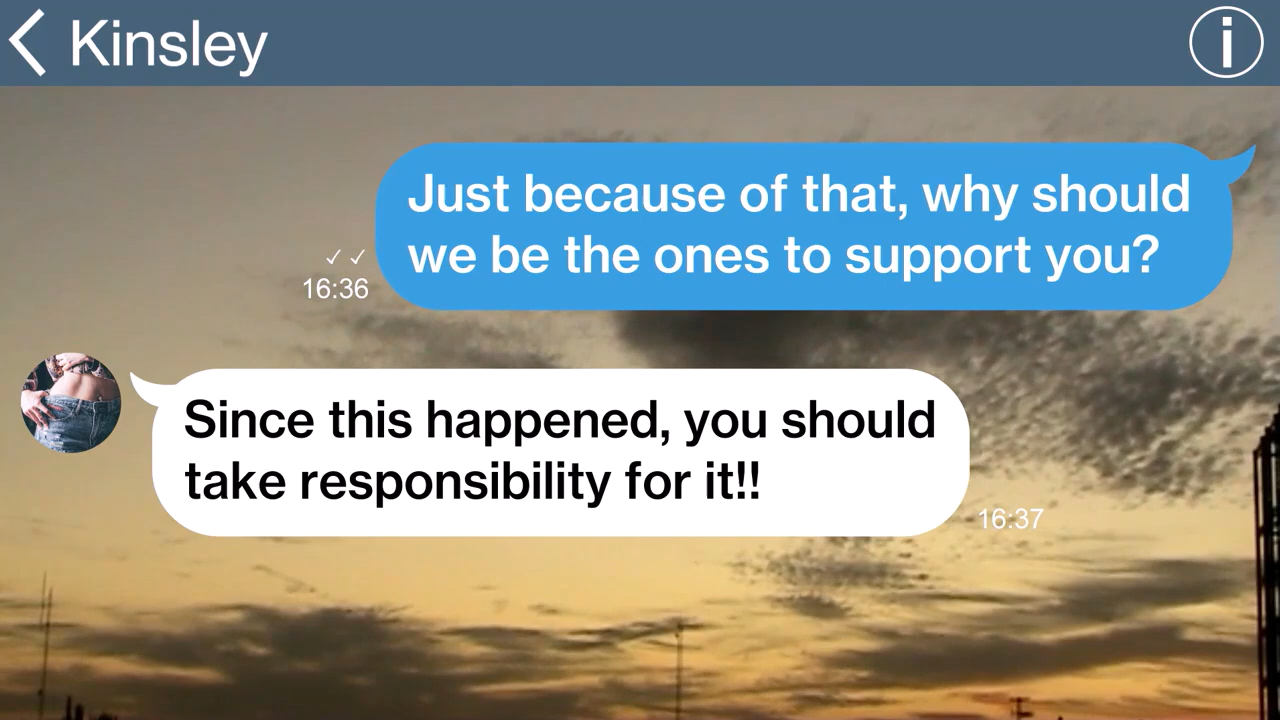 Kinsley
Just because of that, why should
we be the ones to support you?
✓✓
16:36
Since this happened, you should
take responsibility for it!!
16:37